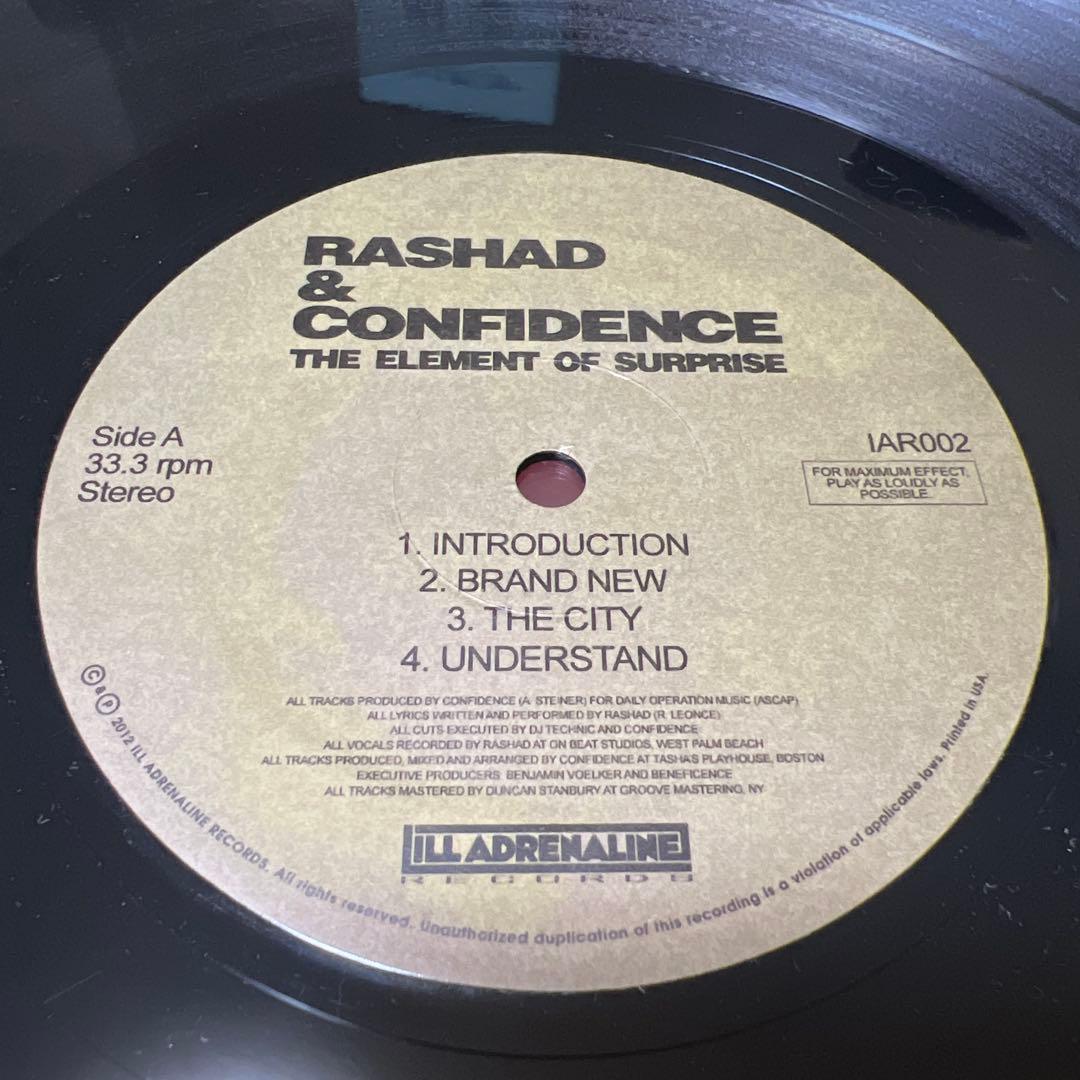 RASHAD
&
CONFIDENCE
THE ELEMENT OF SURPRISE
Side A
33.3 rpm
Stereo
IAR002
FOR MAXIMUM EFFECT,
PLAY AS LOUDLY AS
POSSIBLE.
1. INTRODUCTION
2. BRAND NEW
3. THE CITY
4. UNDERSTAND
ALL TRACKS PRODUCED BY CONFIDENCE (A. STEINER) FOR DAILY OPERATION MUSIC (ASCAP)
ALL LYRICS WRITTEN AND PERFORMED BY RASHAD (R. LEONCE)
ALL CUTS EXECUTED BY DJ TECHNIC AND CONFIDENCE
ALL VOCALS RECORDED BY RASHAD AT ON BEAT STUDIOS, WEST PALM BEACH
ALL TRACKS PRODUCED, MIXED AND ARRANGED BY CONFIDENCE AT TASHA'S PLAYHOUSE, BOSTON
EXECUTIVE PRODUCERS: BENJAMIN VOELKER AND BENEFICENCE
ALL TRACKS MASTERED BY DUNCAN STANBURY AT GROOVE MASTERING, NY
ILL ADRENALINE
RECORDS
© & ℗ 2012 ILL ADRENALINE RECORDS. All rights reserved. Unauthorized duplication of this recording is a violation of applicable laws. Printed in USA.